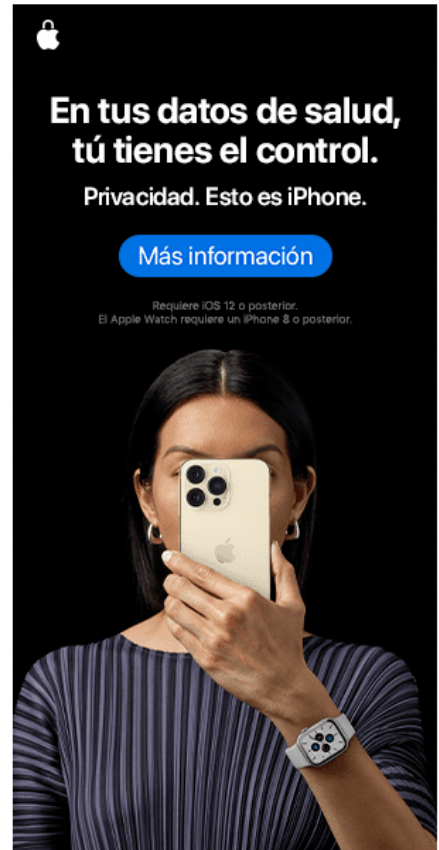 En tus datos de salud,
tú tienes el control.
Privacidad. Esto es iPhone.
Más información
Requiere iOS 12 o posterior.
El Apple Watch requiere un iPhone 8 o posterior.